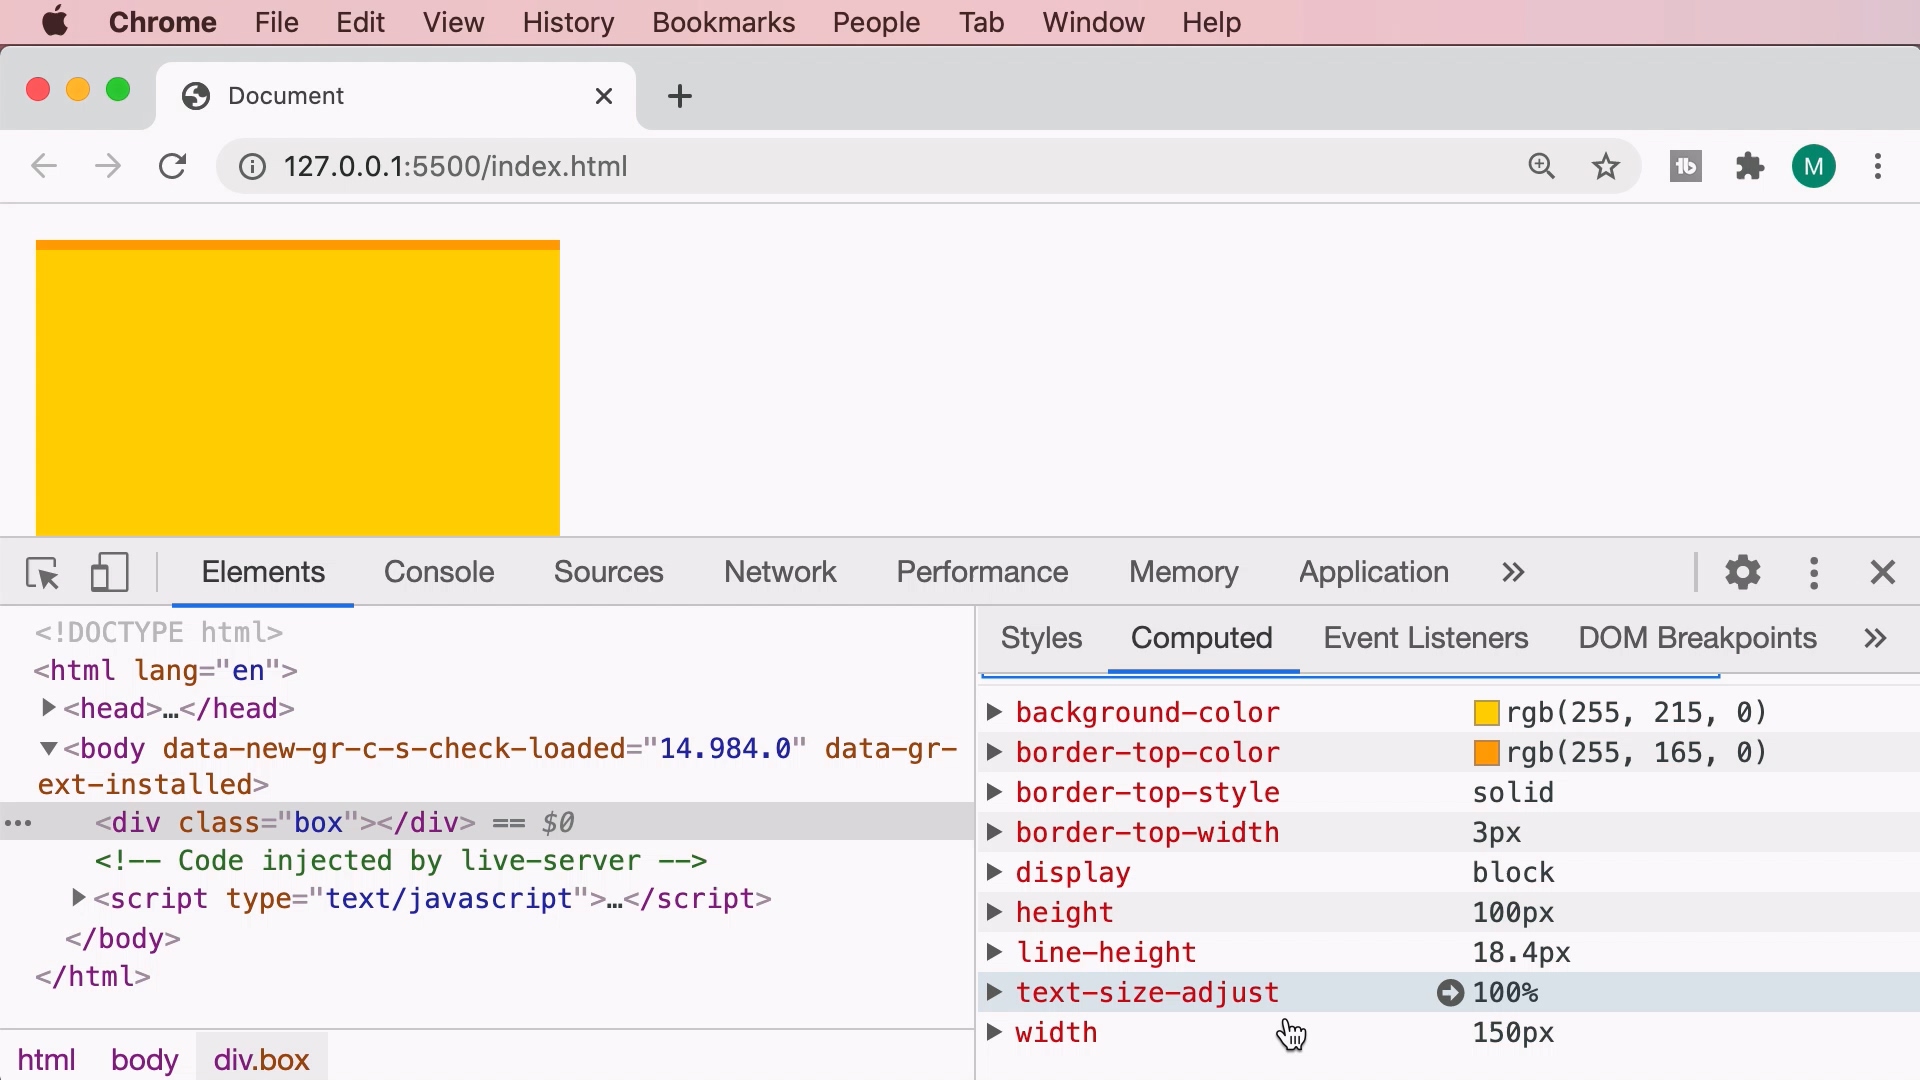 Chrome File Edit View History Bookmarks People Tab Window Help
Document
127.0.0.1:5500/index.html
M
Elements Console Sources Network Performance Memory Application
<!DOCTYPE html>
<html lang="en">
<head>…</head>
<body data-new-gr-c-s-check-loaded="14.984.0" data-gr-
ext-installed>
<div class="box"></div> == $0
<!-- Code injected by live-server -->
<script type="text/javascript">…</script>
</body>
</html>
html body div.box
Styles Computed Event Listeners DOM Breakpoints
background-color rgb(255, 215, 0)
border-top-color rgb(255, 165, 0)
border-top-style solid
border-top-width 3px
display block
height 100px
line-height 18.4px
text-size-adjust 100%
width 150px